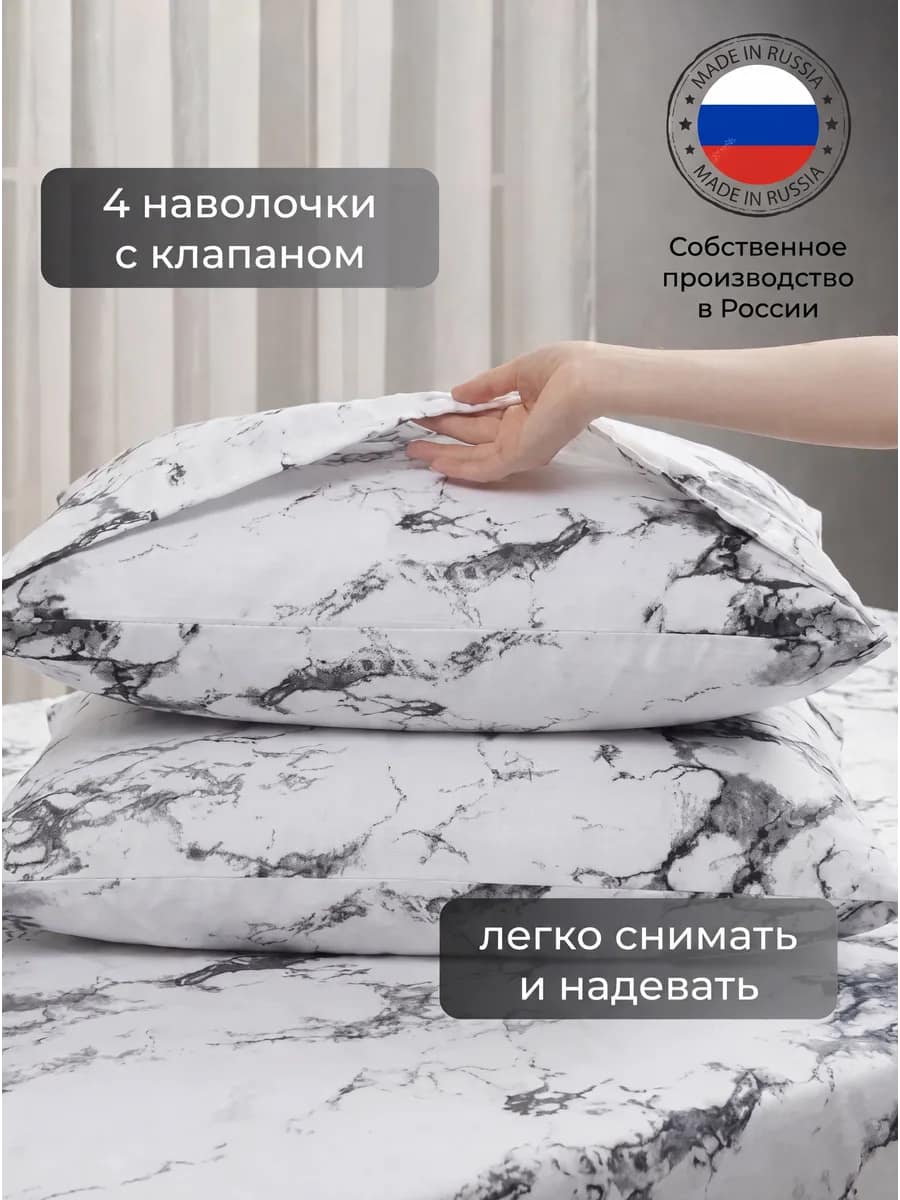 4 наволочки
с клапаном
MADE IN RUSSIA
MADE IN RUSSIA
Собственное
производство
в России
легко снимать
и надевать